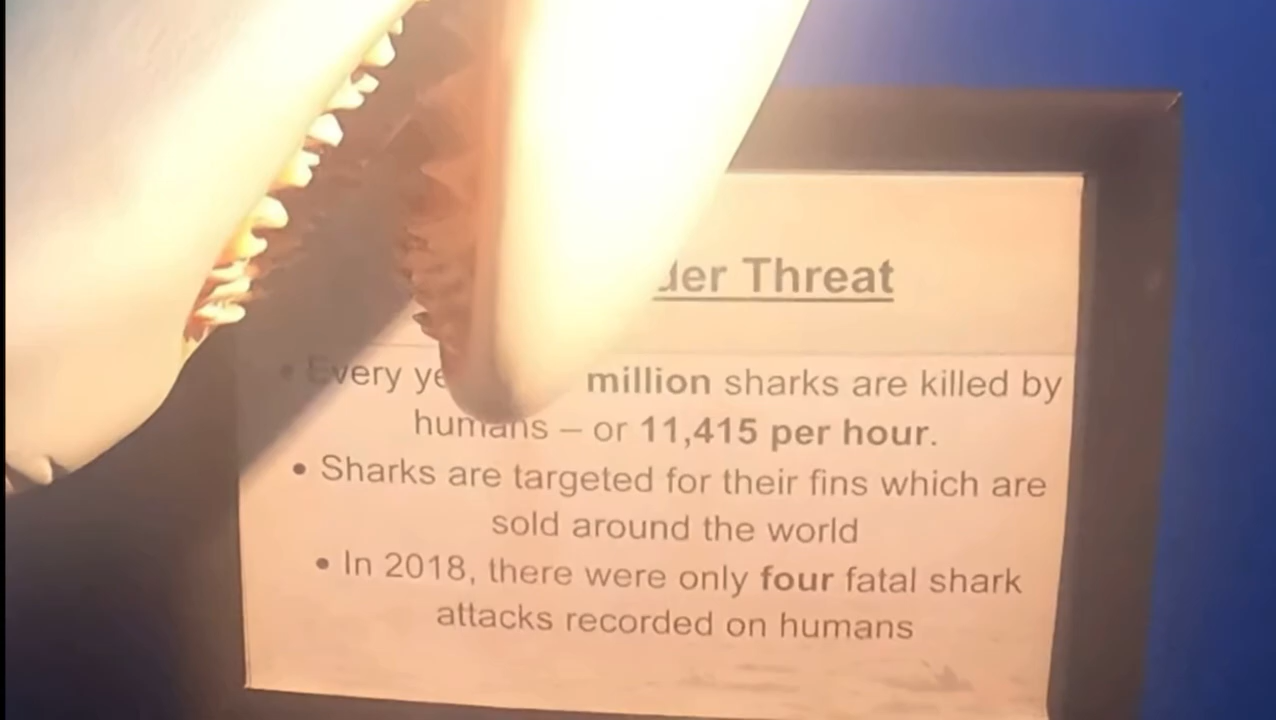 der Threat
• Every ye million sharks are killed by
humans – or 11,415 per hour.
• Sharks are targeted for their fins which are
sold around the world
• In 2018, there were only four fatal shark
attacks recorded on humans